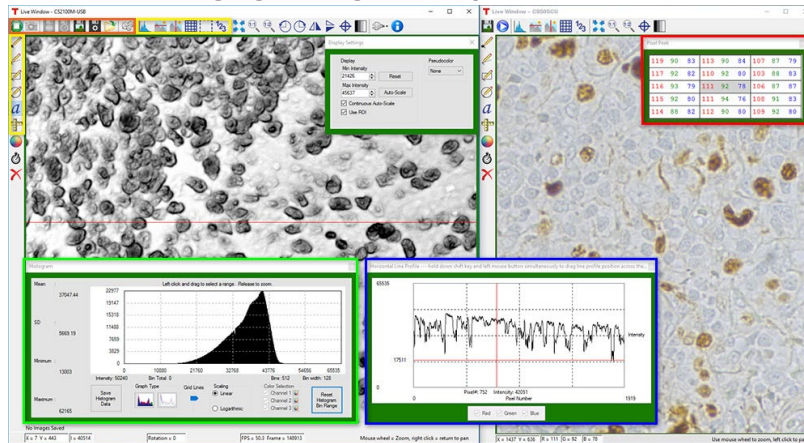 Live Window - CS2100M-USB
Display Settings
Display
Pseudocolor
Min Intensity
None
21426
Reset
Max Intensity
45637
Auto-Scale
Continuous Auto-Scale
Use ROI
Histogram
Left click and drag to select a range. Release to zoom.
Mean
37047.44
SD
5669.19
Minimum
13003
Maximum
62165
22977
19147
15318
11488
7659
3829
0
0 10000 21760 32768 43776 54556 65535
Intensity: 50240 Bin Total: 0 Bins: 512 Bin width: 128
Save Histogram Data
Graph Type
Grid Lines
Scaling
Linear
Logarithmic
Color Selection
Channel 1
Channel 2
Channel 3
Reset Histogram Bin Range
No Images Saved
X = 7 Y = 443 I = 40514 Rotation = 0 FPS = 50.0 Frame = 148913 Mouse wheel = Zoom, right click = return to pan
Live Window -
Pixel Peek
119 90 83 113 90 84 107 87 79
117 92 82 110 92 80 103 88 83
116 93 79 111 92 78 106 87 87
115 92 80 111 94 76 108 91 83
114 88 82 112 90 80 109 92 80
Horizontal Line Profile --- hold down shift key and left mouse button simultaneously to drag line profile position across the...
65535
17511
0
Intensity
0 1919
Pixel#: 752 Intensity: 42051
Pixel Number
Red Green Blue
X = 1437 Y = 636 R = 111 G = 92 B = 78 Use mouse wheel to zoom, left click to pan